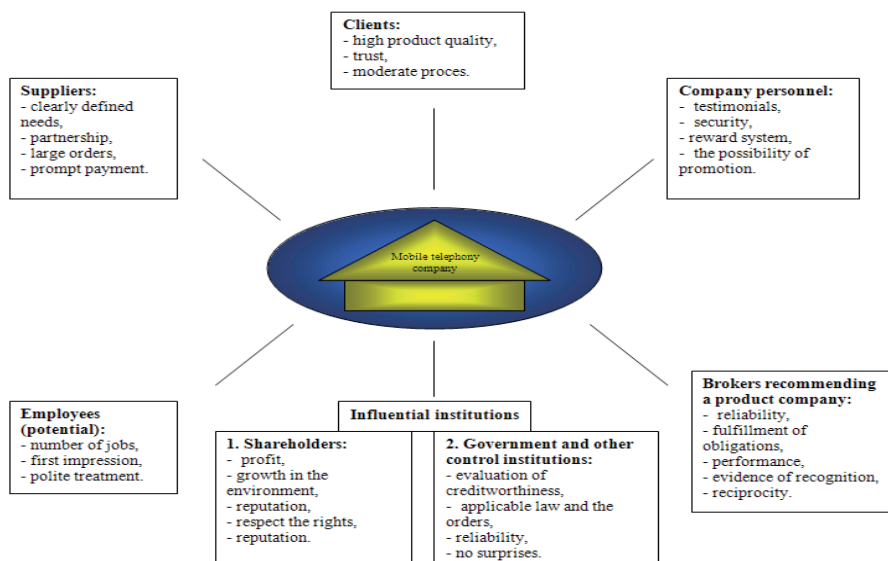 Clients:
- high product quality,
- trust,
- moderate proces.
Suppliers:
- clearly defined
needs,
- partnership,
- large orders,
- prompt payment.
Company personnel:
- testimonials,
- security,
- reward system,
- the possibility of
promotion.
Mobile telephony
company
Employees
(potential):
- number of jobs,
- first impression,
- polite treatment.
Influential institutions
1. Shareholders:
- profit,
- growth in the
environment,
- reputation,
- respect the rights,
- reputation.
2. Government and other
control institutions:
- evaluation of
creditworthiness,
- applicable law and the
orders,
- reliability,
- no surprises.
Brokers recommending
a product company:
- reliability,
- fulfillment of
obligations,
- performance,
- evidence of recognition,
- reciprocity.